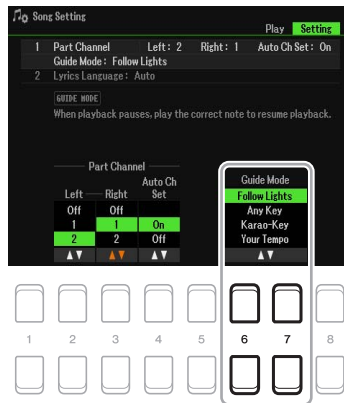 Song Setting
Play Setting
1 Part Channel Left: 2 Right: 1 Auto Ch Set: On
Guide Mode: Follow Lights
2 Lyrics Language: Auto
GUIDE MODE
When playback pauses, play the correct note to resume playback.
Part Channel
Left Right Auto Ch Set
Off Off
1 1 On
2 2 Off
Guide Mode
Follow Lights
Any Key
Karao-Key
Your Tempo
1 2 3 4 5 6 7 8